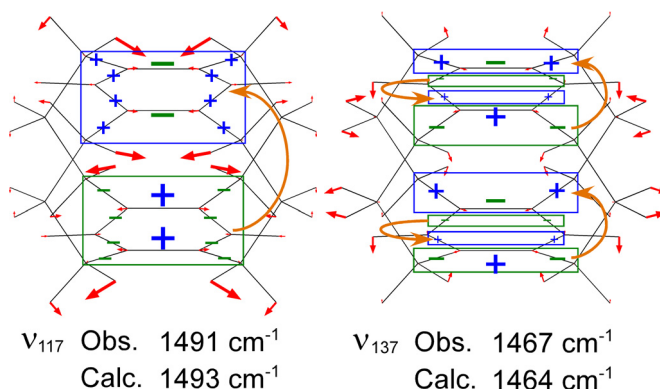 ν117 Obs. 1491 cm-1
Calc. 1493 cm-1
ν137 Obs. 1467 cm-1
Calc. 1464 cm-1